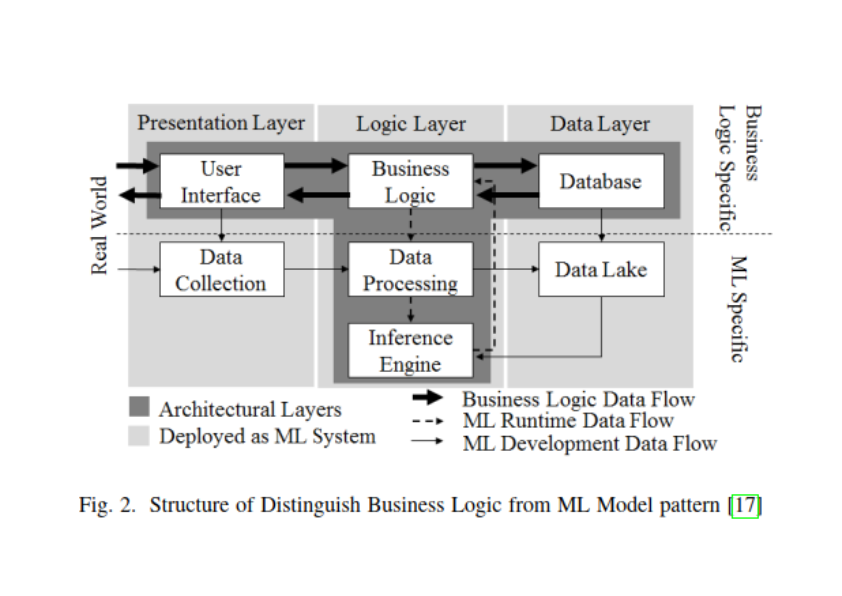 Presentation Layer
Logic Layer
Data Layer
Business
Logic Specific
User
Interface
Business
Logic
Database
Real World
Data
Collection
Data
Processing
Data Lake
ML Specific
Inference
Engine
Architectural Layers
Deployed as ML System
Business Logic Data Flow
ML Runtime Data Flow
ML Development Data Flow
Fig. 2. Structure of Distinguish Business Logic from ML Model pattern [17]